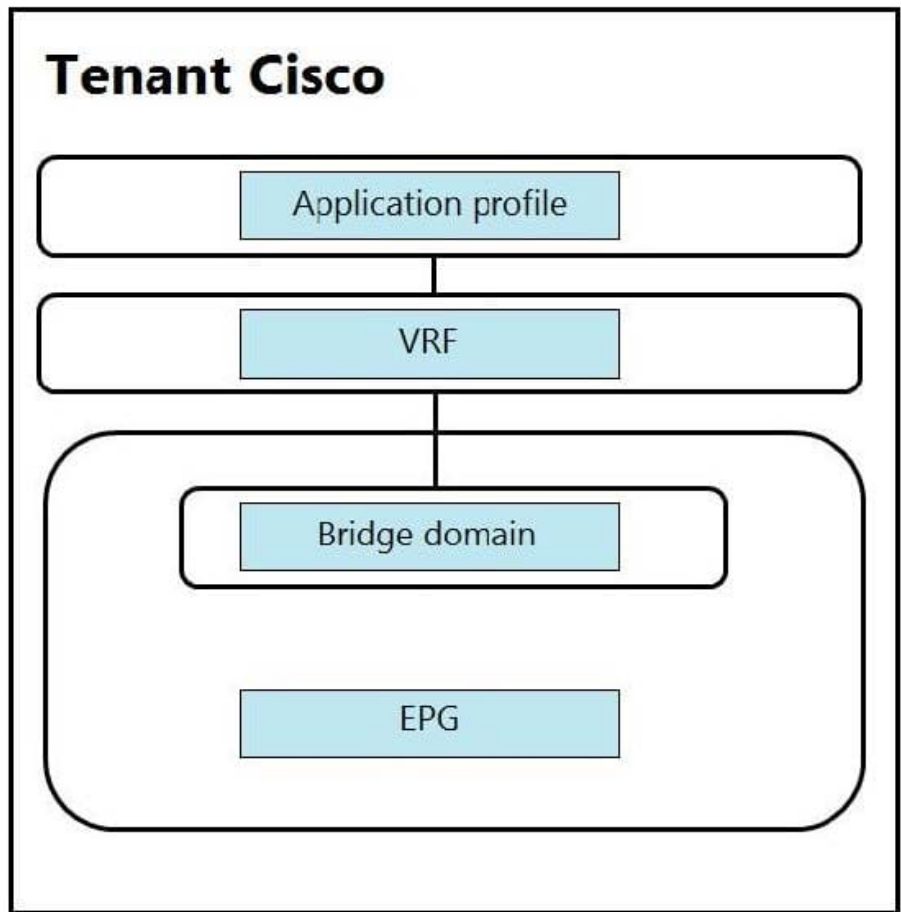 Tenant Cisco
Application profile
VRF
Bridge domain
EPG